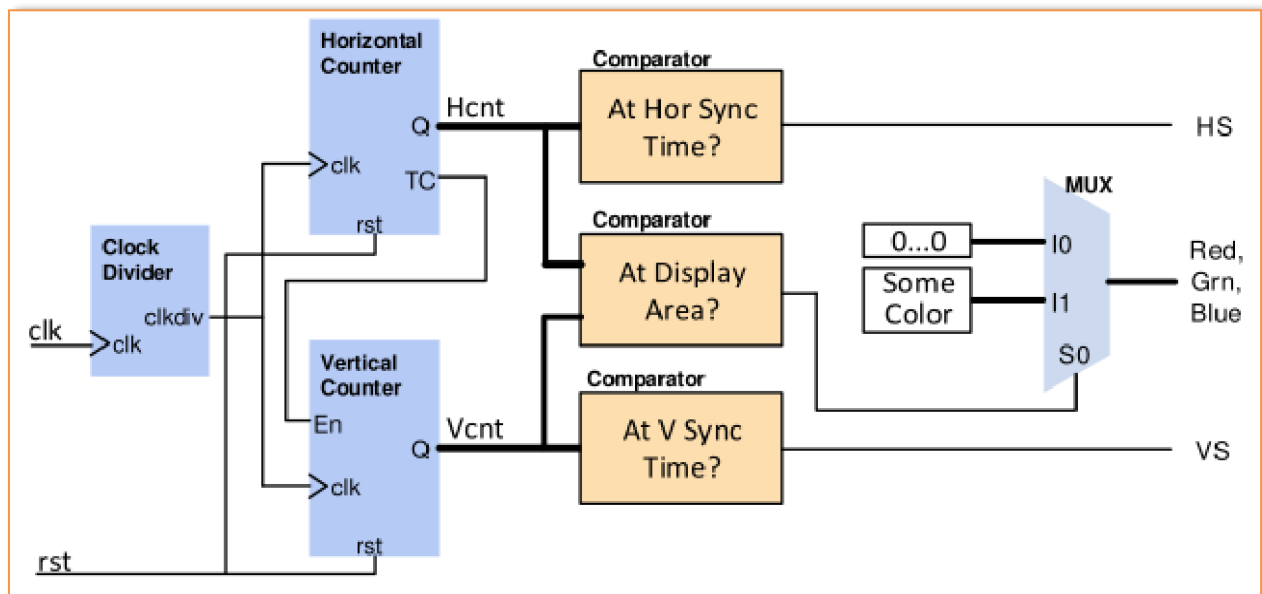 Horizontal
Counter
Hcnt
Q
clk
TC
rst
Comparator
At Hor Sync
Time?
HS
Clock
Divider
clkdiv
clk
clk
Comparator
At Display
Area?
MUX
0...0
I0
Some
Color
I1
S0
Red,
Grn,
Blue
Vertical
Counter
En
Vcnt
Q
clk
rst
Comparator
At V Sync
Time?
VS
rst